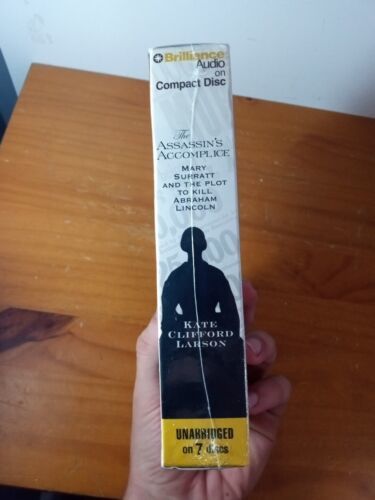 Brilliance
Audio
on
Compact Disc
The
ASSASSIN'S
ACCOMPLICE
MARY
SURRATT
AND THE PLOT
TO KILL
ABRAHAM
LINCOLN
KATE
CLIFFORD
LARSON
UNABRIDGED
on 7 discs